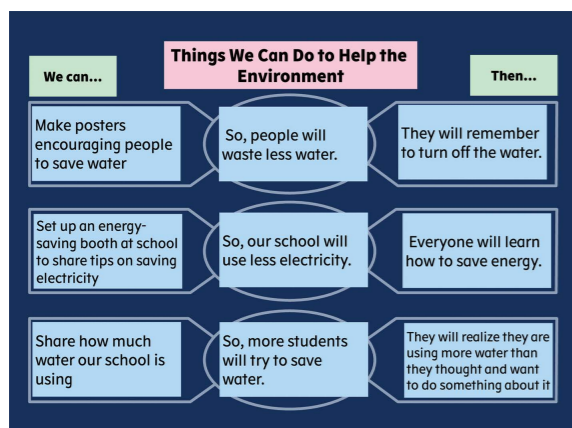 Things We Can Do to Help the
Environment
We can...
Then...
Make posters
encouraging people
to save water
So, people will
waste less water.
They will remember
to turn off the water.
Set up an energy-
saving booth at school
to share tips on saving
electricity
So, our school will
use less electricity.
Everyone will learn
how to save energy.
Share how much
water our school is
using
So, more students
will try to save
water.
They will realize they are
using more water than
they thought and want
to do something about it